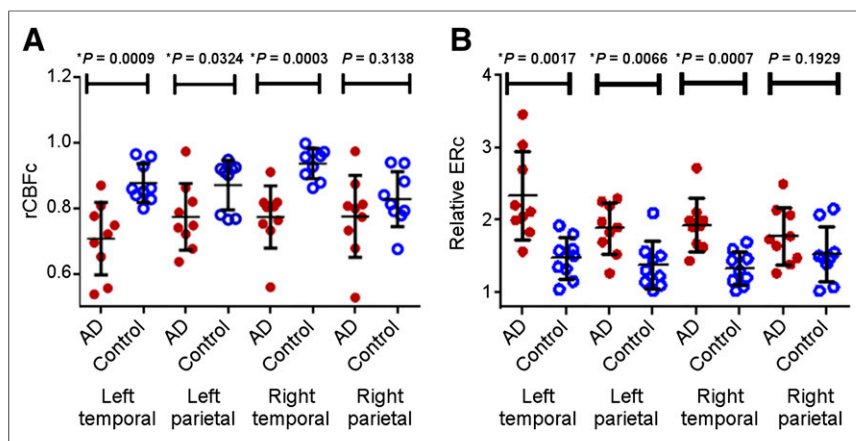 A
*P = 0.0009 *P = 0.0324 *P = 0.0003 P = 0.3138
1.2
1.0
0.8
0.6
rCBFc
AD Control AD Control AD Control AD Control
Left temporal Left parietal Right temporal Right parietal
B
*P = 0.0017 *P = 0.0066 *P = 0.0007 P = 0.1929
4
3
2
1
Relative ERc
AD Control AD Control AD Control AD Control
Left temporal Left parietal Right temporal Right parietal